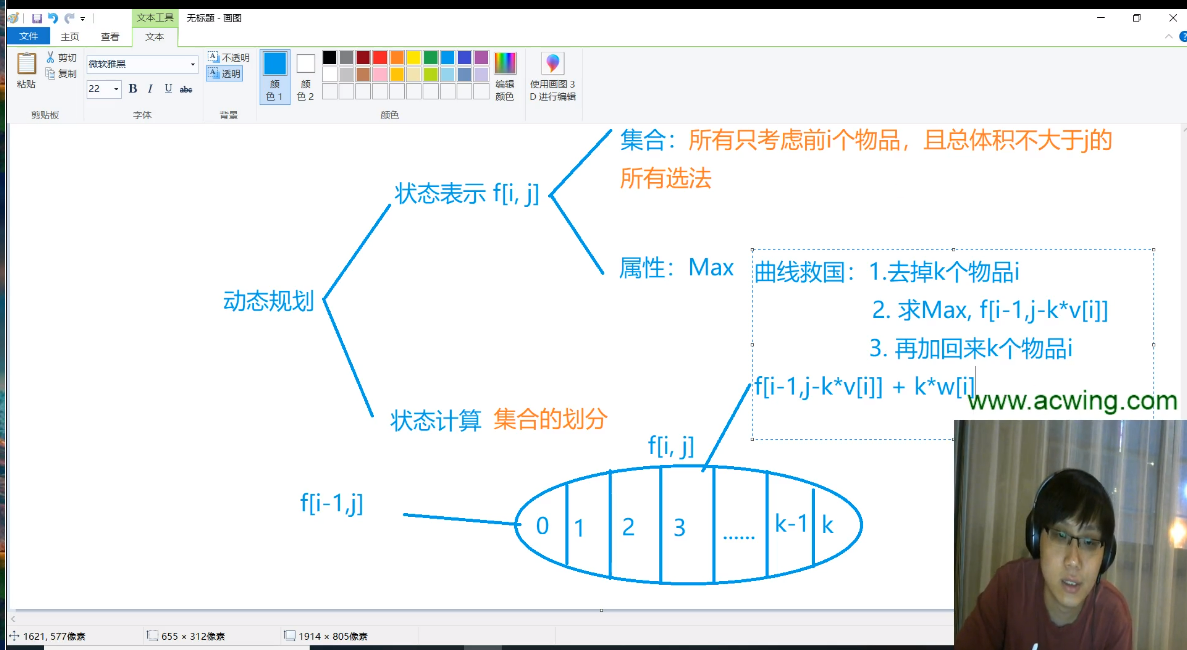 文本工具 无标题 - 画图
文件 主页 查看 文本
粘贴 剪切 复制
微软雅黑
22 B I U abc
不透明
透明
颜色 1
颜色 2
编辑颜色
使用画图 3D 进行编辑
剪贴板 字体 背景 颜色
集合：所有只考虑前i个物品，且总体积不大于j的
所有选法
状态表示 f[i, j]
属性：Max
曲线救国：1.去掉k个物品i
2. 求Max, f[i-1,j-k*v[i]]
3. 再加回来k个物品i
f[i-1,j-k*v[i]] + k*w[i]
动态规划
www.acwing.com
状态计算 集合的划分
f[i, j]
f[i-1,j]
0 1 2 3 ...... k-1 k
1621, 577像素 655 × 312像素 1914 × 805像素